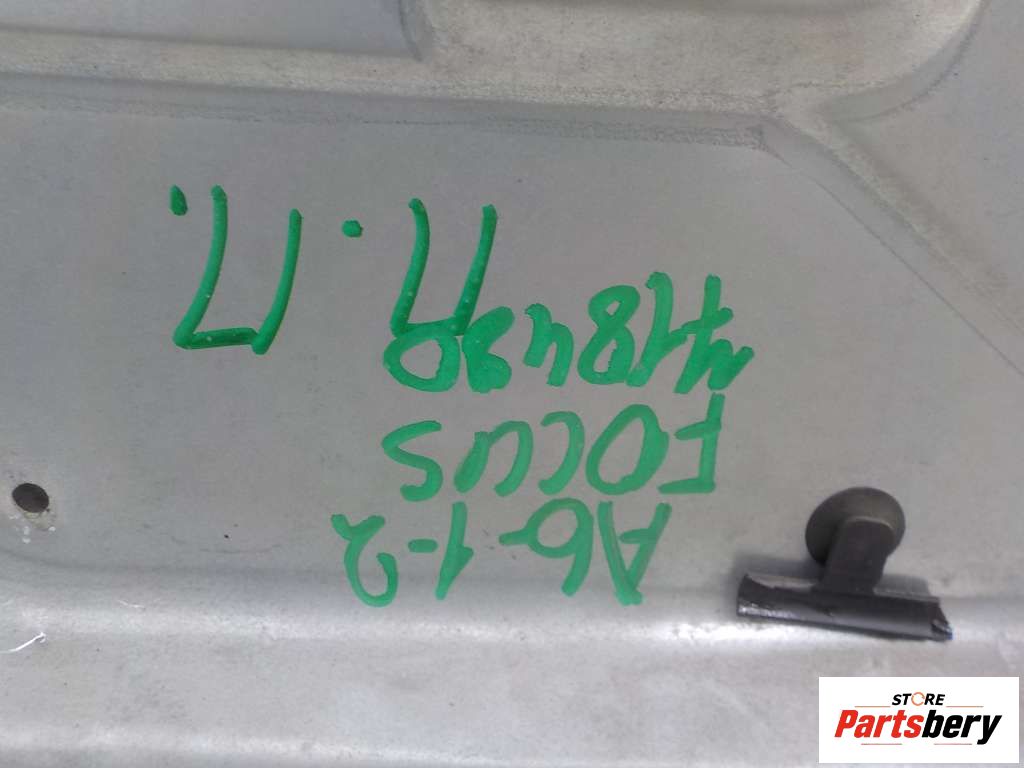 A6-1-2
FOCUS
П.П.
STORE
Partsbery